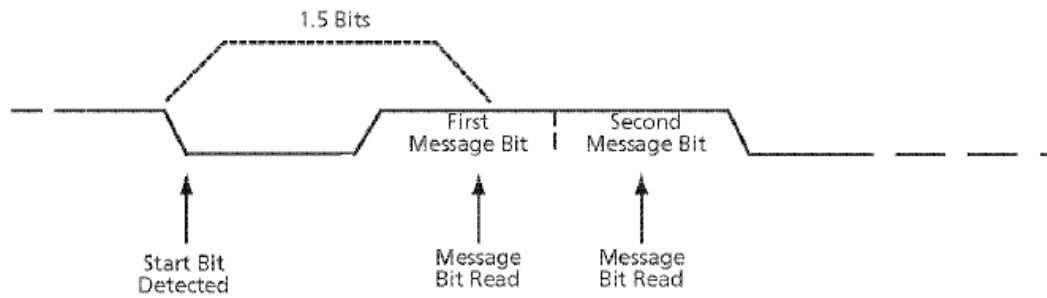 1.5 Bits
First
Message Bit
Second
Message Bit
Start Bit
Detected
Message
Bit Read
Message
Bit Read